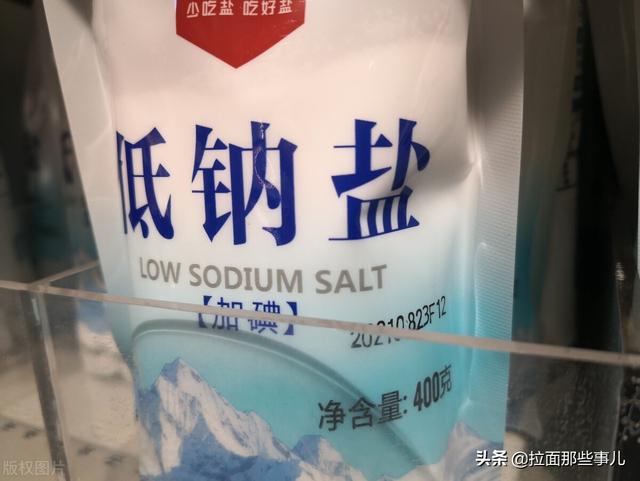 少吃盐 吃好盐
低钠盐
LOW SODIUM SALT
【加碘】
20210823F12
净含量: 400克
版权图片
头条 @拉面那些事儿